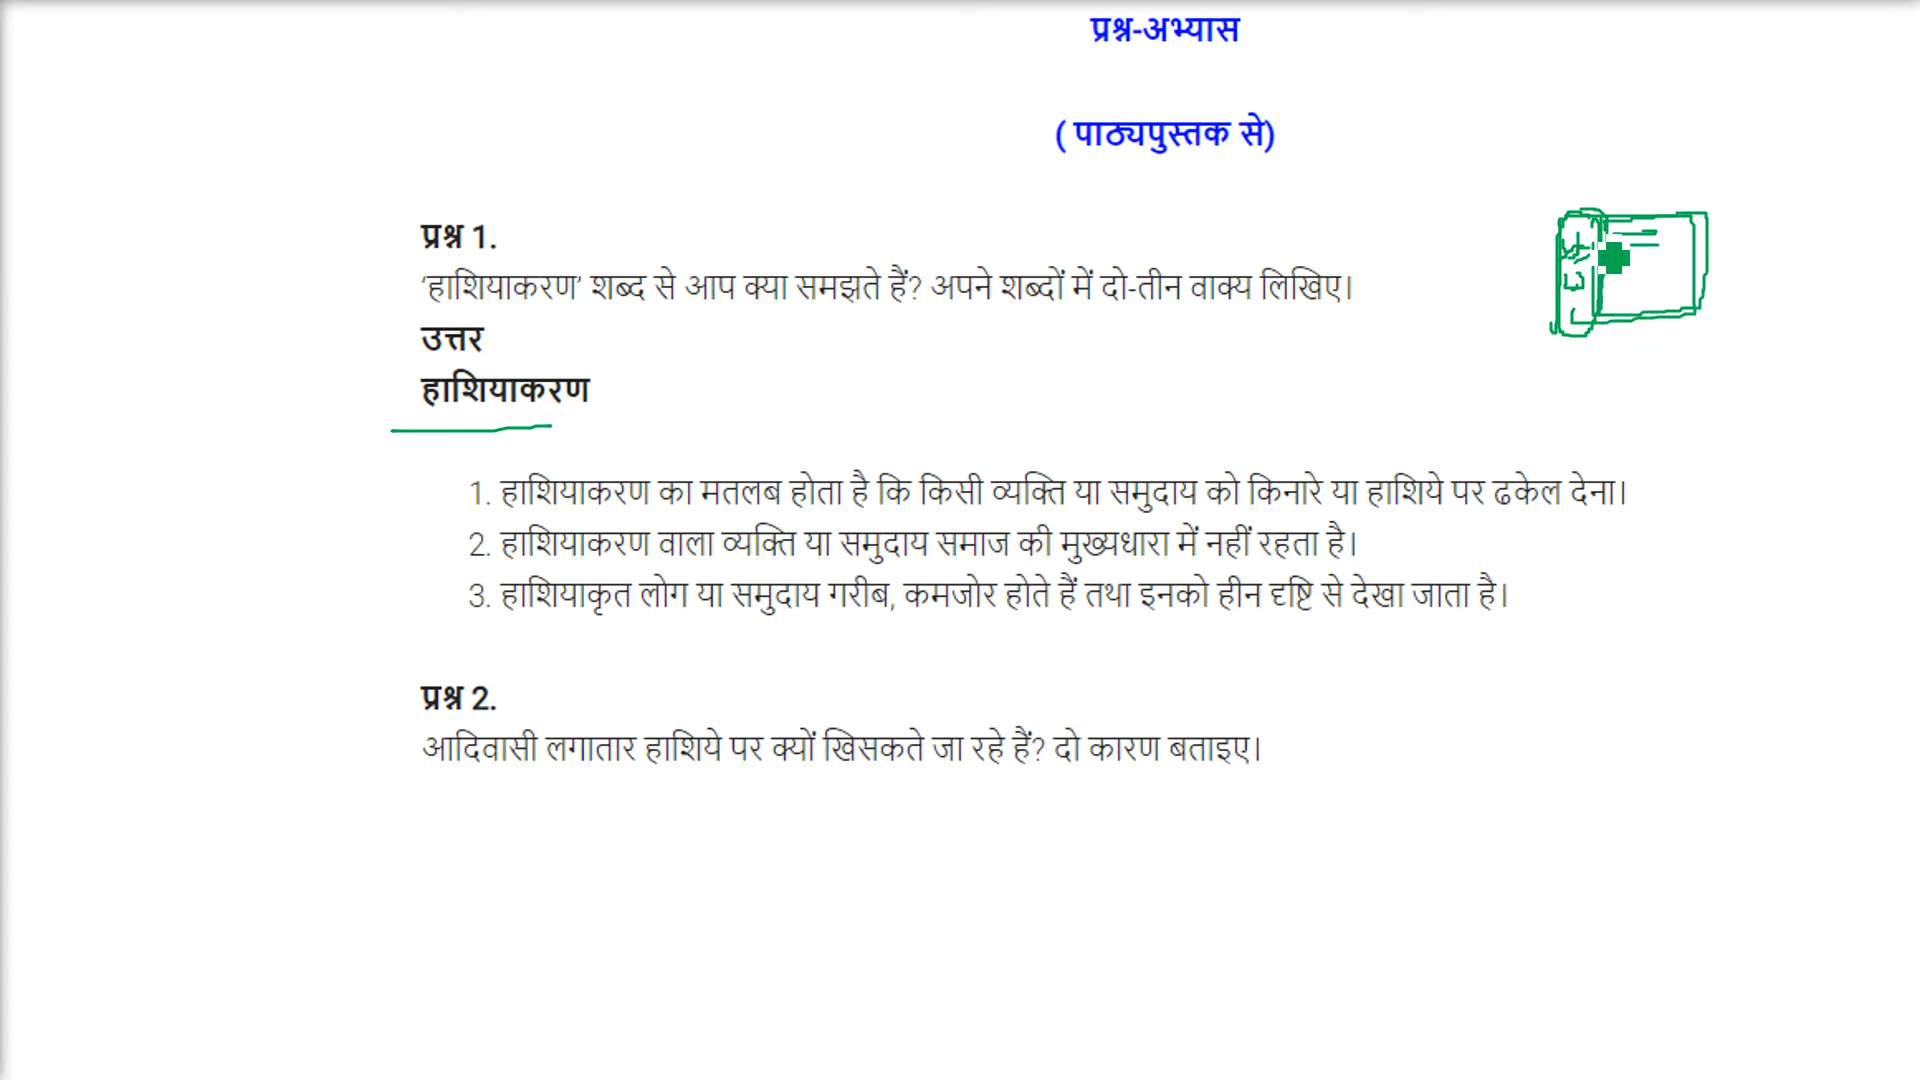 प्रश्न-अभ्यास
( पाठ्यपुस्तक से)
प्रश्न 1.
‘हाशियाकरण’ शब्द से आप क्या समझते हैं? अपने शब्दों में दो-तीन वाक्य लिखिए।
उत्तर
हाशियाकरण
1. हाशियाकरण का मतलब होता है कि किसी व्यक्ति या समुदाय को किनारे या हाशिये पर ढकेल देना।
2. हाशियाकरण वाला व्यक्ति या समुदाय समाज की मुख्यधारा में नहीं रहता है।
3. हाशियाकृत लोग या समुदाय गरीब, कमजोर होते हैं तथा इनको हीन दृष्टि से देखा जाता है।
प्रश्न 2.
आदिवासी लगातार हाशिये पर क्यों खिसकते जा रहे हैं? दो कारण बताइए।